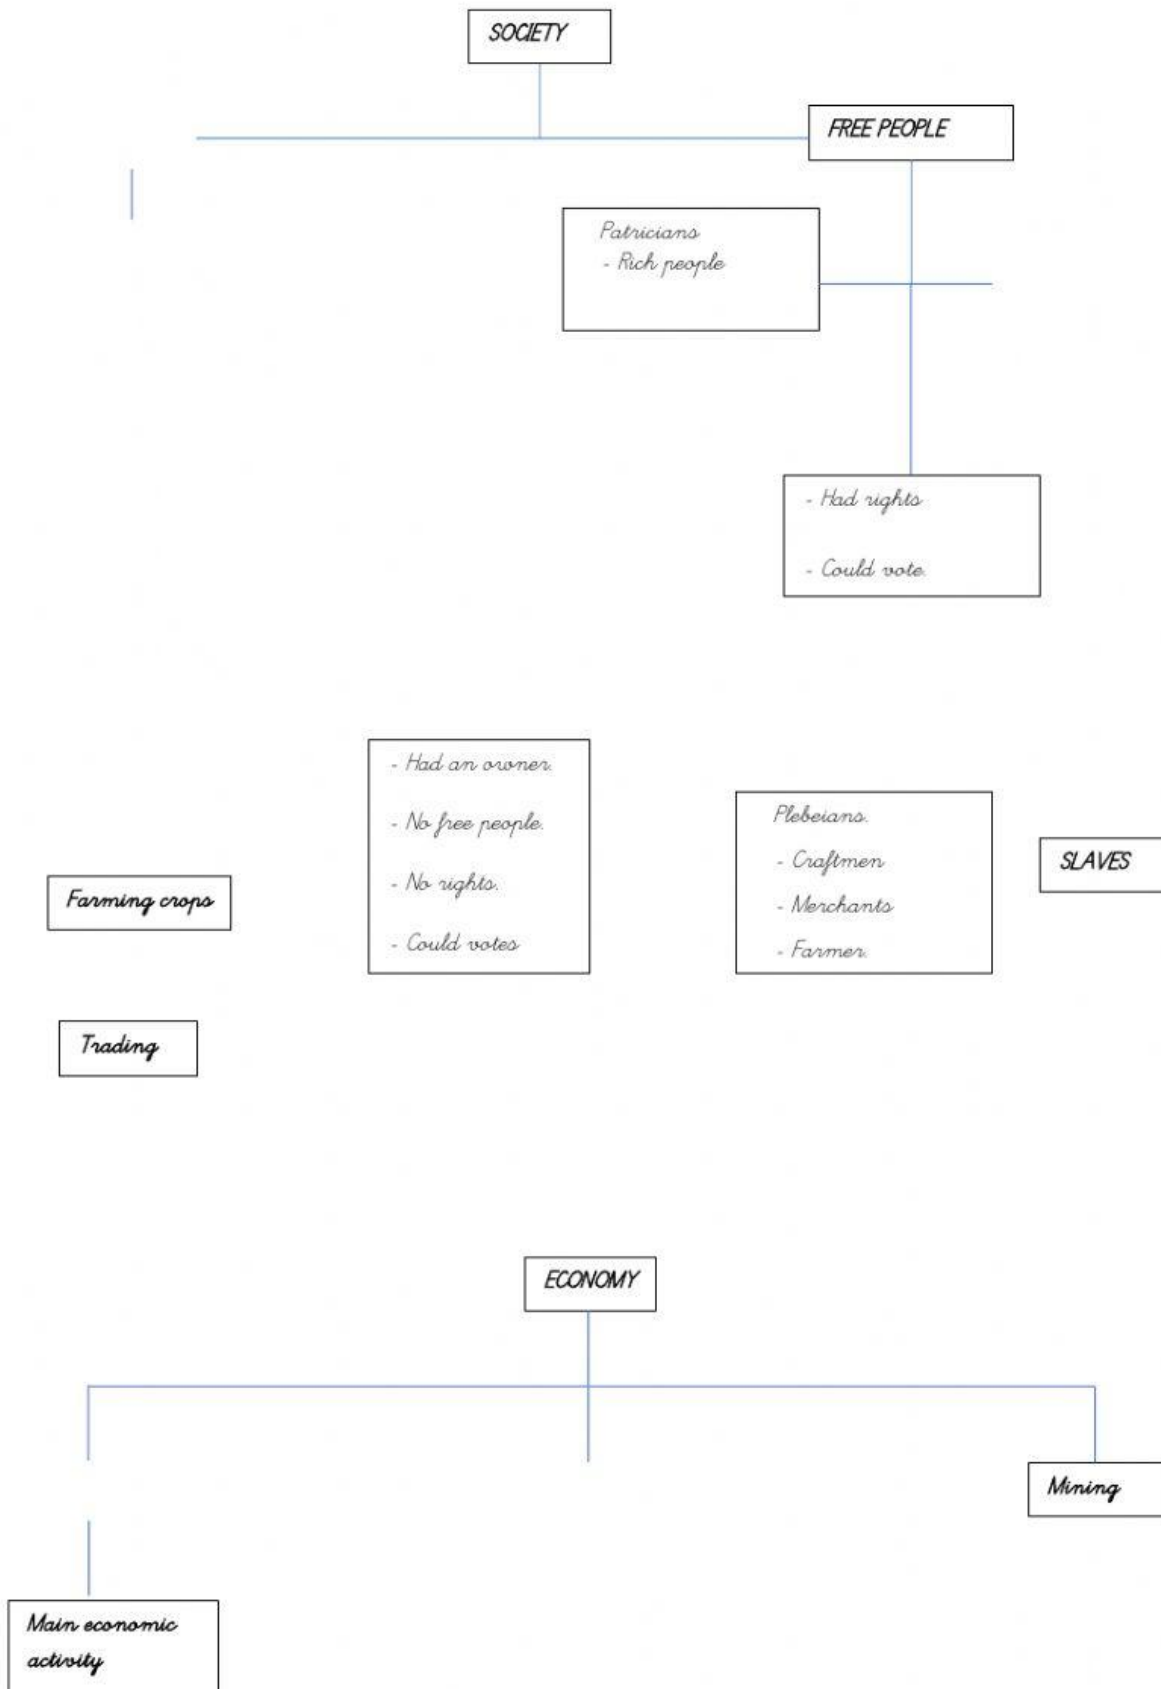 SOCIETY
FREE PEOPLE
Patricians
- Rich people
- Had rights
- Could vote.
- Had an owner.
- No free people.
- No rights.
- Could votes
Plebeians.
- Craftmen
- Merchants
- Farmer.
SLAVES
Farming crops
Trading
ECONOMY
Mining
Main economic
activity